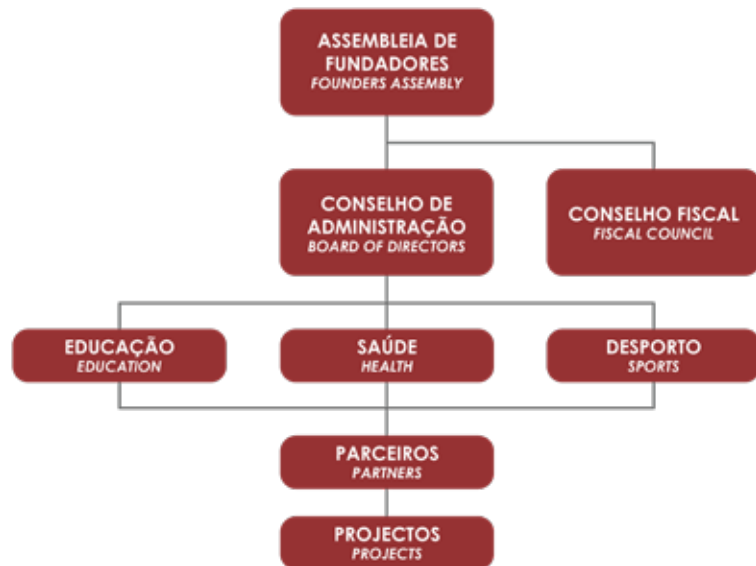 ASSEMBLEIA DE
FUNDADORES
FOUNDERS ASSEMBLY
CONSELHO DE
ADMINISTRAÇÃO
BOARD OF DIRECTORS
CONSELHO FISCAL
FISCAL COUNCIL
EDUCAÇÃO
EDUCATION
SAÚDE
HEALTH
DESPORTO
SPORTS
PARCEIROS
PARTNERS
PROJECTOS
PROJECTS